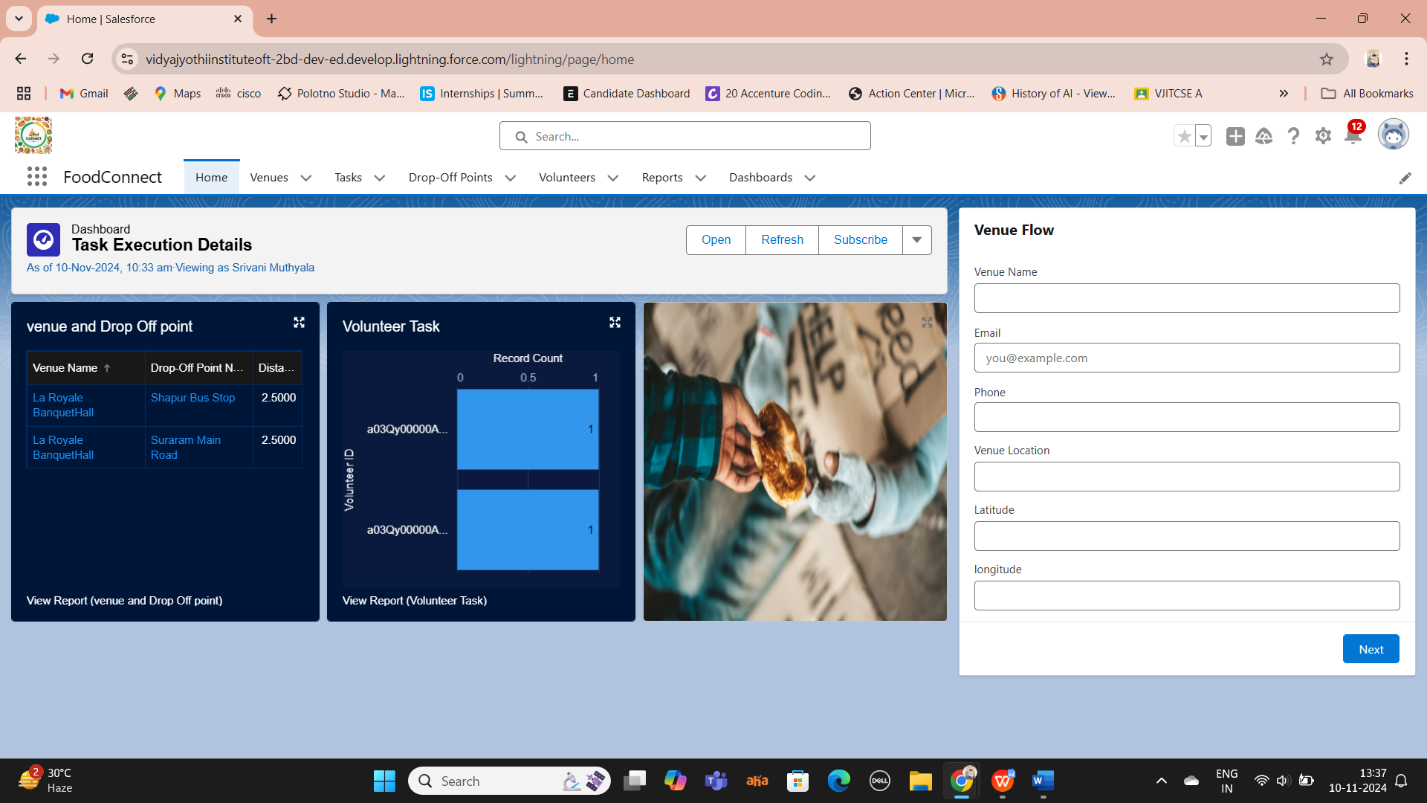 Home | Salesforce
vidyajyothiinstituteoft-2bd-dev-ed.develop.lightning.force.com/lightning/page/home
Gmail Maps cisco Polotno Studio - Ma... Internships | Summ... Candidate Dashboard 20 Accenture Codin... Action Center | Micr... History of AI - View... VJITCSE A » All Bookmarks
Search...
12
FoodConnect Home Venues Tasks Drop-Off Points Volunteers Reports Dashboards
Dashboard
Task Execution Details
As of 10-Nov-2024, 10:33 am·Viewing as Srivani Muthyala
Open Refresh Subscribe
venue and Drop Off point
Venue Name ↑ Drop-Off Point N... Dista...
La Royale BanquetHall Shapur Bus Stop 2.5000
La Royale BanquetHall Suraram Main Road 2.5000
View Report (venue and Drop Off point)
Volunteer Task
Record Count
0 0.5 1
Volunteer ID
a03Qy00000A... 1
a03Qy00000A... 1
View Report (Volunteer Task)
Venue Flow
Venue Name
Email
you@example.com
Phone
Venue Location
Latitude
longitude
Next
2
30°C
Haze
Search
aha
DELL
ENG
IN
13:37
10-11-2024